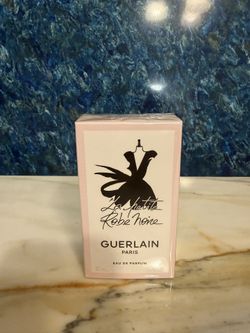 La petite
Robe Noire
GUERLAIN
PARIS
EAU DE PARFUM